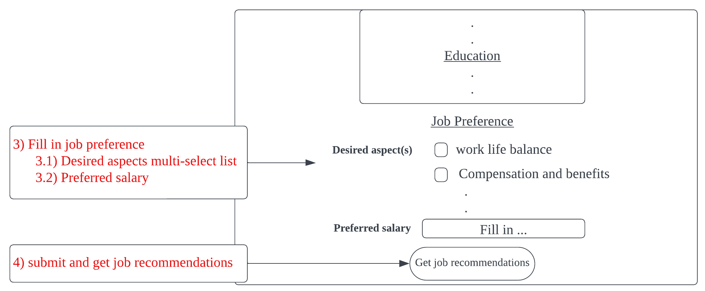 Education
Job Preference
3) Fill in job preference
3.1) Desired aspects multi-select list
3.2) Preferred salary
Desired aspect(s)
work life balance
Compensation and benefits
Preferred salary
Fill in ...
4) submit and get job recommendations
Get job recommendations